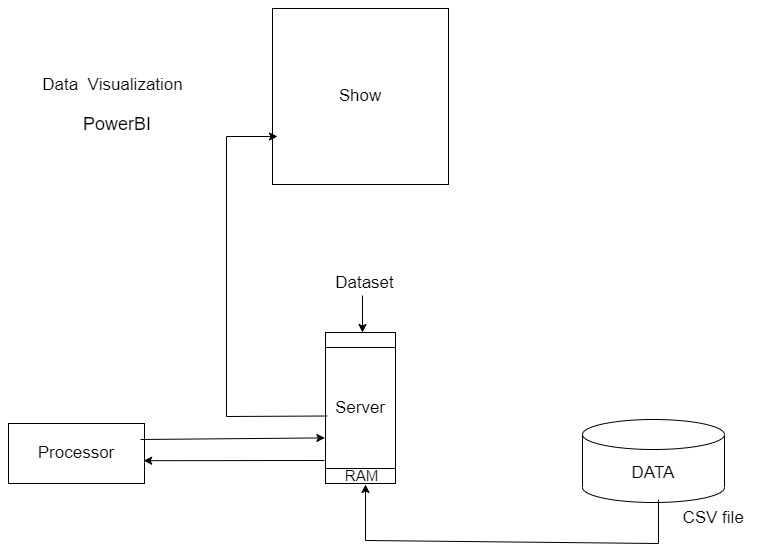 Show
Data Visualization
PowerBI
Dataset
Server
Processor
RAM
DATA
CSV file